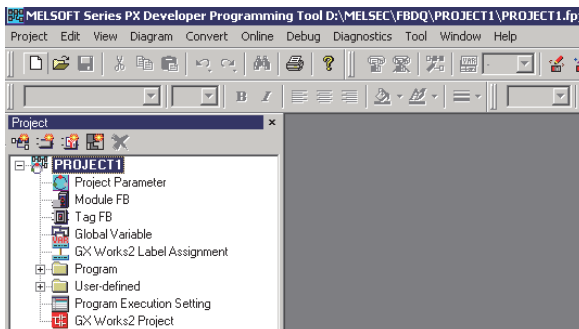 MELSOFT Series PX Developer Programming Tool D:\MELSEC\FBDQ\PROJECT1\PROJECT1.fp
Project Edit View Diagram Convert Online Debug Diagnostics Tool Window Help
B I
Project
PROJECT1
Project Parameter
Module FB
Tag FB
Global Variable
GX Works2 Label Assignment
Program
User-defined
Program Execution Setting
GX Works2 Project